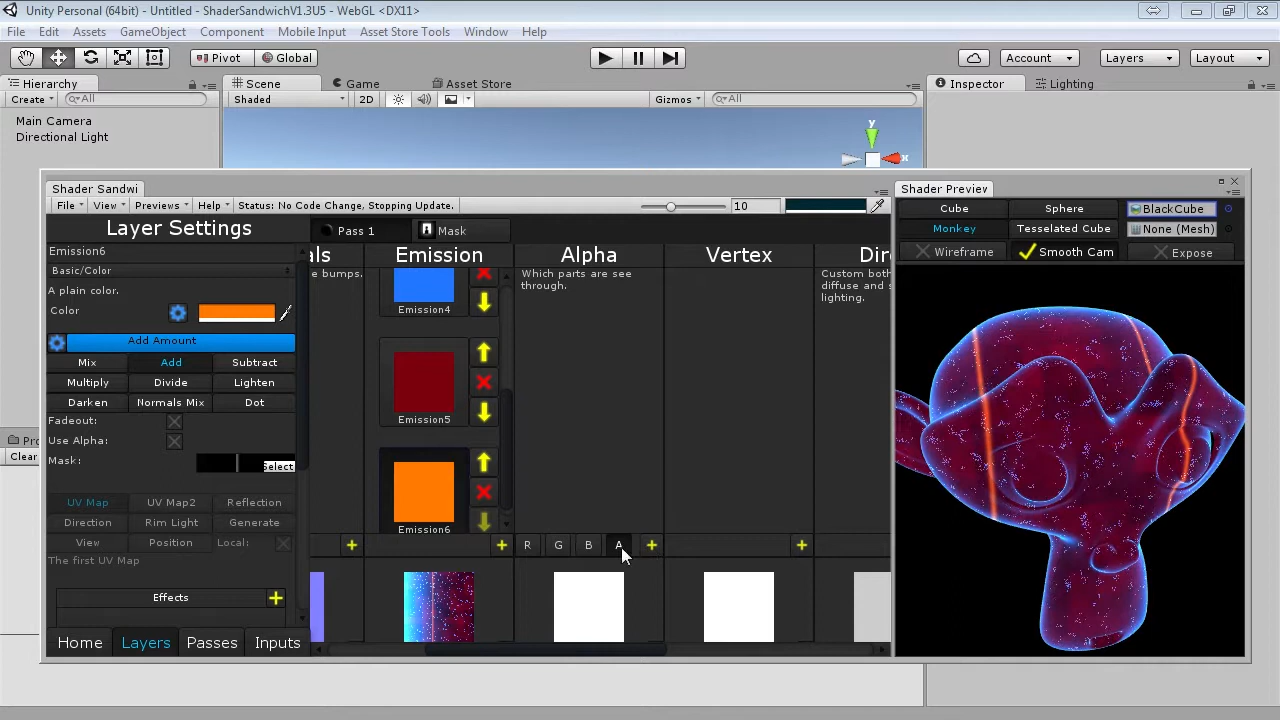 Unity Personal (64bit) - Untitled - ShaderSandwichV1.3U5 - WebGL <DX11>
File Edit Assets GameObject Component Mobile Input Asset Store Tools Window Help
Pivot Global Account Layers Layout
Hierarchy Scene Game Asset Store Inspector Lighting
Create All Shaded 2D Gizmos All
Main Camera
Directional Light
Shader Sandwi Shader Preview
File View Previews Help Status: No Code Change, Stopping Update. 10 Cube Sphere BlackCube
Layer Settings Pass 1 Mask Monkey Tesselated Cube None (Mesh)
Emission6 als Emission Alpha Vertex Dir Wireframe Smooth Cam Expose
Basic/Color e bumps. Which parts are see through. Custom both diffuse and s lighting.
A plain color.
Color Emission4
Add Amount
Mix Add Subtract
Multiply Divide Lighten
Darken Normals Mix Dot
Fadeout: Emission5
Use Alpha:
Pro
Clear Mask: Select
UV Map UV Map2 Reflection
Direction Rim Light Generate Emission6
View Position Local: R G B A
The first UV Map
Effects
Home Layers Passes Inputs
y
x